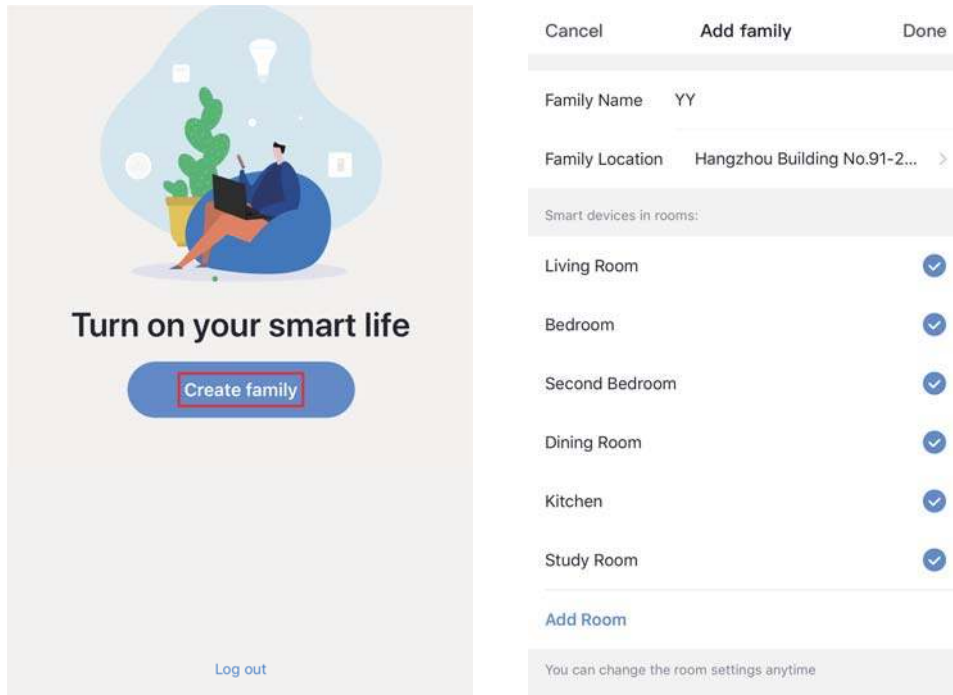 Turn on your smart life
Create family
Log out
Cancel Add family Done
Family Name YY
Family Location Hangzhou Building No.91-2...
Smart devices in rooms:
Living Room
Bedroom
Second Bedroom
Dining Room
Kitchen
Study Room
Add Room
You can change the room settings anytime